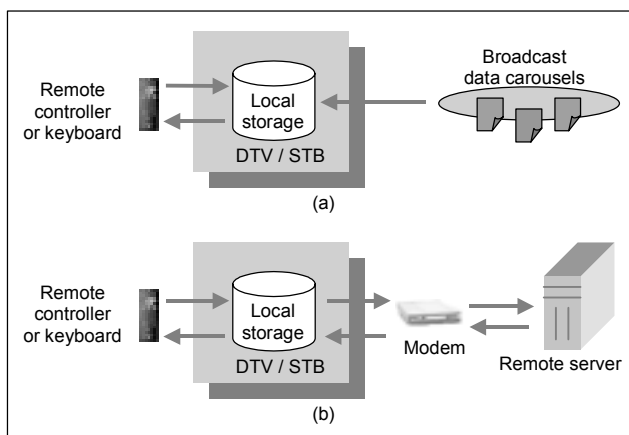 Broadcast
data carousels
Remote
controller
or keyboard
Local
storage
DTV / STB
(a)
Remote
controller
or keyboard
Local
storage
DTV / STB
Modem
Remote server
(b)